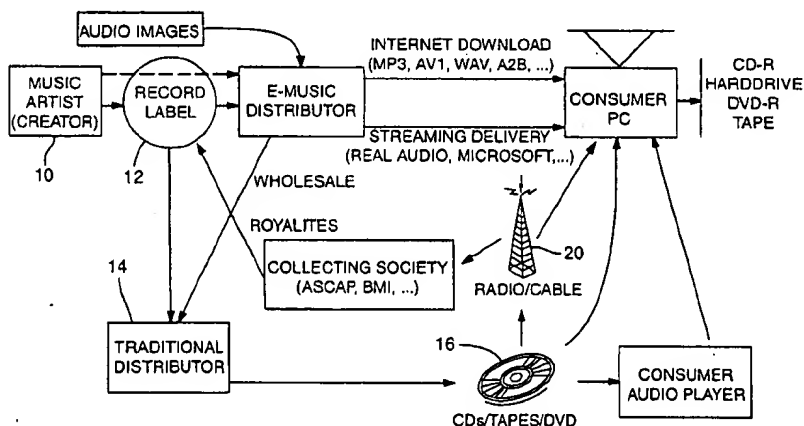 AUDIO IMAGES
MUSIC
ARTIST
(CREATOR)
10
RECORD
LABEL
12
E-MUSIC
DISTRIBUTOR
INTERNET DOWNLOAD
(MP3, AV1, WAV, A2B, ...)
STREAMING DELIVERY
(REAL AUDIO, MICROSOFT,...)
CONSUMER
PC
CD-R
HARDDRIVE
DVD-R
TAPE
WHOLESALE
ROYALITES
COLLECTING SOCIETY
(ASCAP, BMI, ...)
20
RADIO/CABLE
14
TRADITIONAL
DISTRIBUTOR
16
CDs/TAPES/DVD
CONSUMER
AUDIO PLAYER